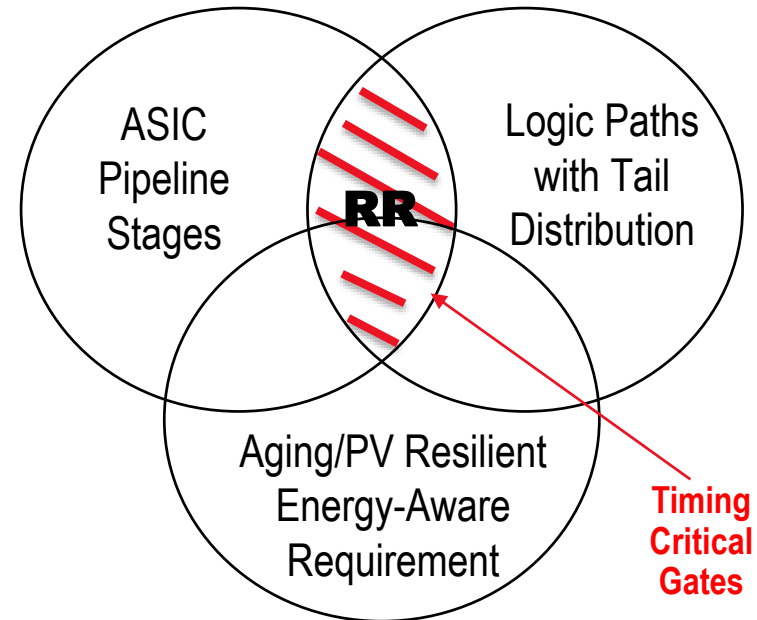 ASIC
Pipeline
Stages
Logic Paths
with Tail
Distribution
RR
Aging/PV Resilient
Energy-Aware
Requirement
Timing
Critical
Gates